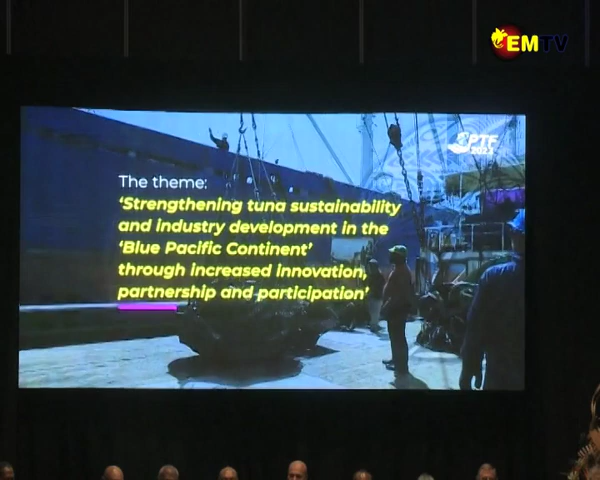 EMTV
PTF
2023
The theme:
‘Strengthening tuna sustainability
and industry development in the
‘Blue Pacific Continent’
through increased innovation,
partnership and participation’